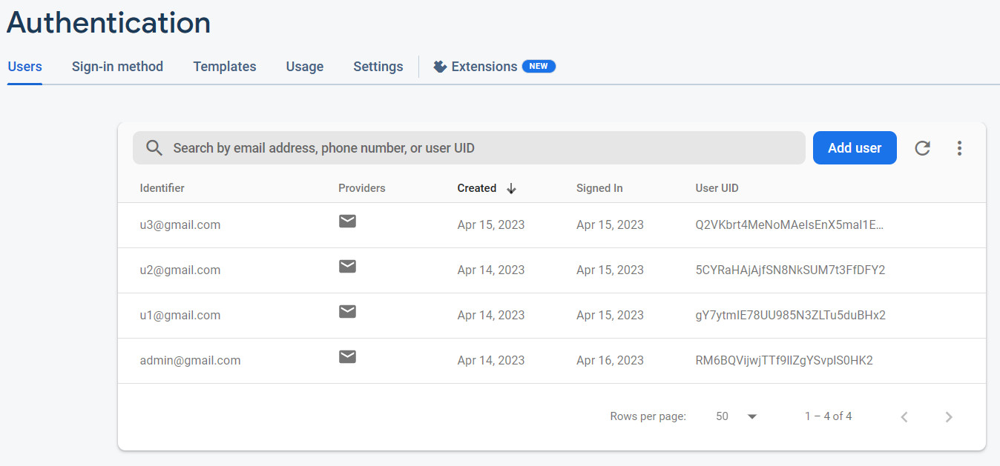 Authentication
Users Sign-in method Templates Usage Settings Extensions NEW
Search by email address, phone number, or user UID Add user
Identifier Providers Created Signed In User UID
u3@gmail.com Apr 15, 2023 Apr 15, 2023 Q2VKbrt4MeNoMAeIsEnX5maI1E...
u2@gmail.com Apr 14, 2023 Apr 15, 2023 5CYRaHAjAjfSN8NkSUM7t3FfDFY2
u1@gmail.com Apr 14, 2023 Apr 15, 2023 gY7ytmIE78UU985N3ZLTu5duBHx2
admin@gmail.com Apr 14, 2023 Apr 16, 2023 RM6BQVijwjTTf9lIZgYSvpIS0HK2
Rows per page: 50 1 – 4 of 4